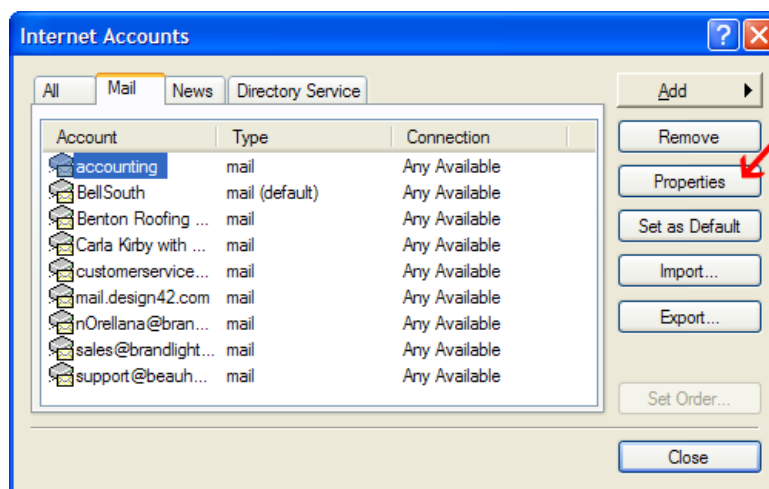 Internet Accounts
All Mail News Directory Service
Account Type Connection
accounting mail Any Available
BellSouth mail (default) Any Available
Benton Roofing ... mail Any Available
Carla Kirby with ... mail Any Available
customerservice... mail Any Available
mail.design42.com mail Any Available
nOrellana@bran... mail Any Available
sales@brandlight... mail Any Available
support@beauh... mail Any Available
Add
Remove
Properties
Set as Default
Import...
Export...
Set Order...
Close